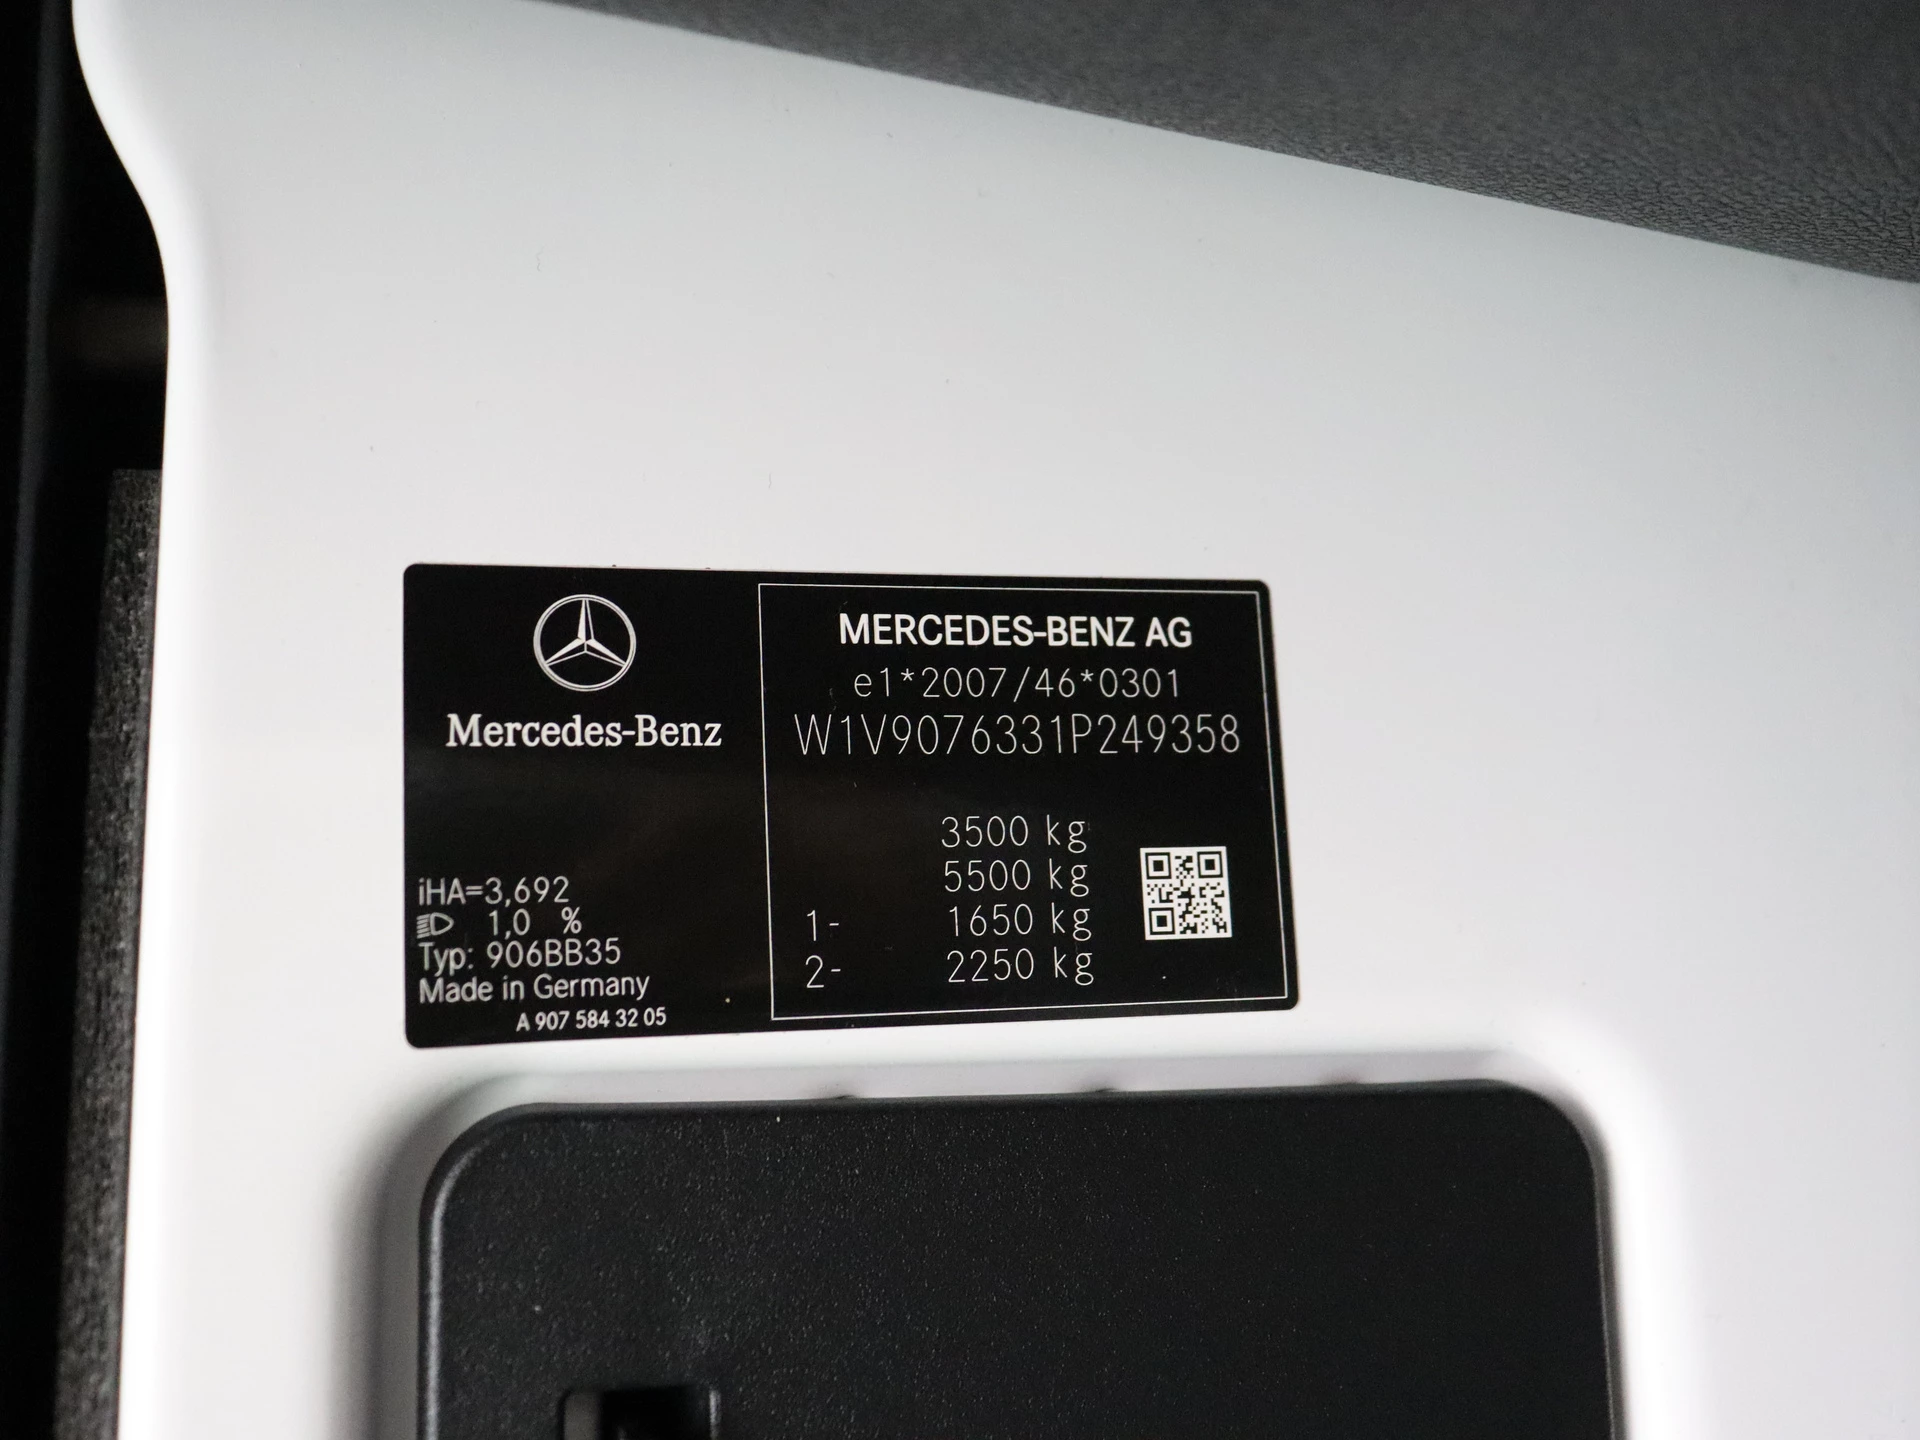 Mercedes-Benz
iHA=3,692
1,0 %
Typ: 906BB35
Made in Germany
A 907 584 32 05
MERCEDES-BENZ AG
e1*2007/46*0301
W1V9076331P249358
3500 kg
5500 kg
1- 1650 kg
2- 2250 kg